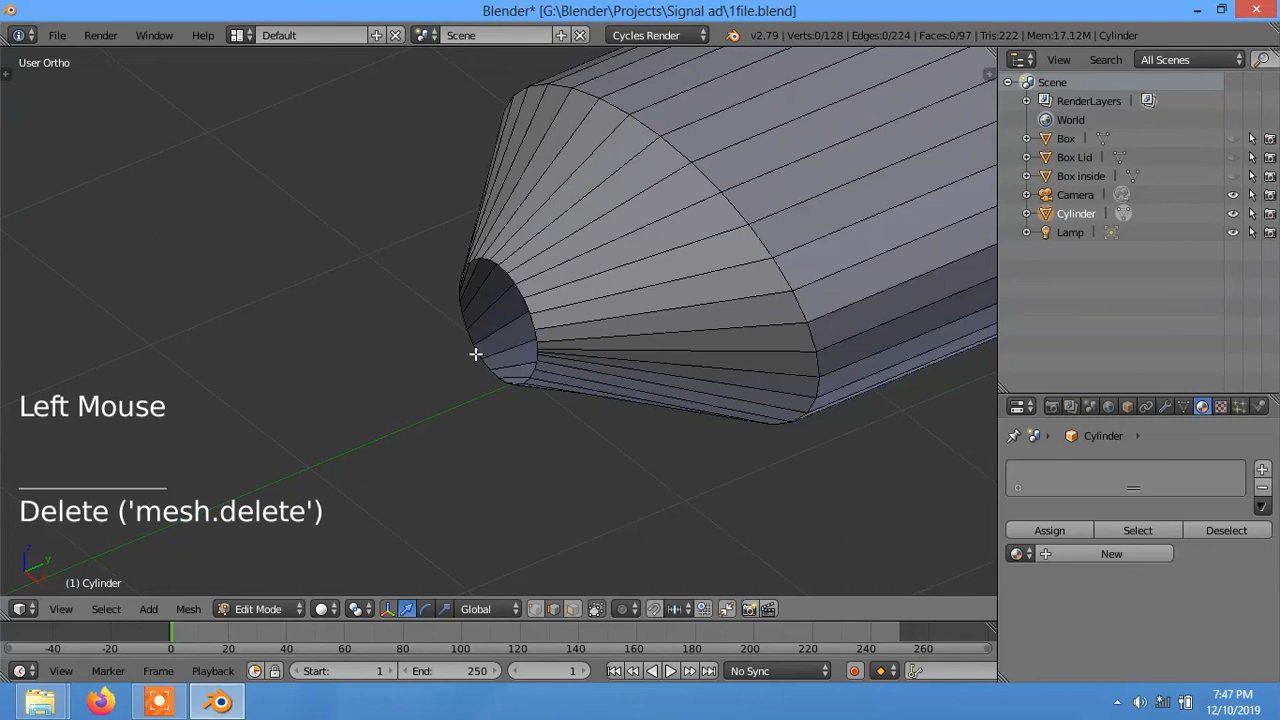 Blender* [G:\Blender\Projects\Signal ad\1file.blend]
File Render Window Help Default Scene Cycles Render v2.79 | Verts:0/128 | Edges:0/224 | Faces:0/97 | Tris:222 | Mem:17.12M | Cylinder
User Ortho
View Search All Scenes
Scene
RenderLayers
World
Box
Box Lid
Box inside
Camera
Cylinder
Lamp
Left Mouse
Delete ('mesh.delete')
z
y
x
(1) Cylinder
Cylinder
Assign Select Deselect
New
View Select Add Mesh Edit Mode Global
-40 -20 0 20 40 60 80 100 120 140 160 180 200 220 240 260
View Marker Frame Playback Start: 1 End: 250 1 No Sync
7:47 PM
12/10/2019